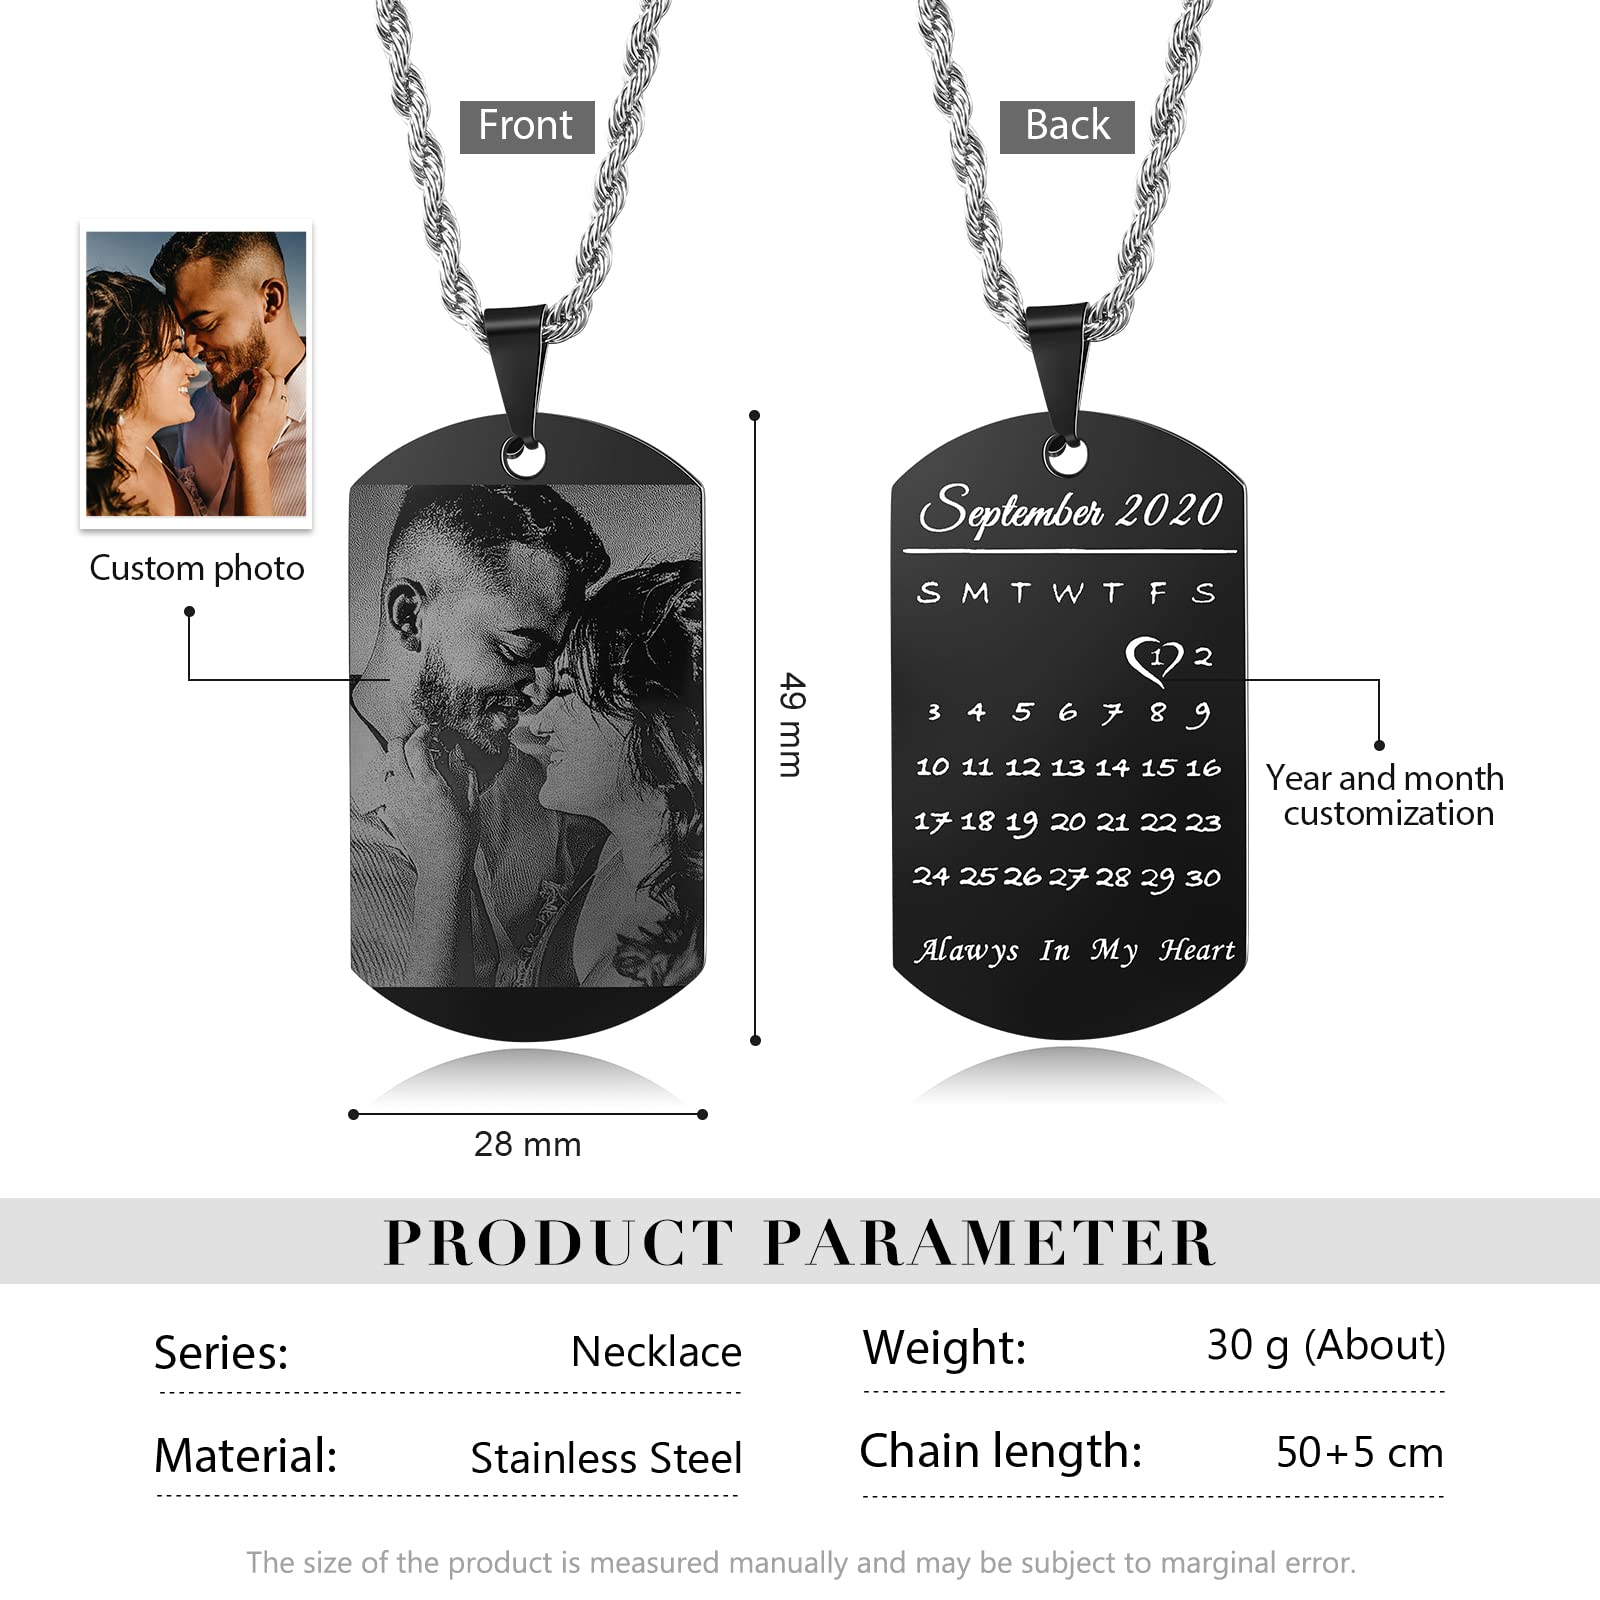 Front
Back
Custom photo
September 2020
S M T W T F S
1 2
3 4 5 6 7 8 9
10 11 12 13 14 15 16
17 18 19 20 21 22 23
24 25 26 27 28 29 30
Alawys In My Heart
49 mm
Year and month
customization
28 mm
PRODUCT PARAMETER
Series: Necklace
Weight: 30 g (About)
Material: Stainless Steel
Chain length: 50+5 cm
The size of the product is measured manually and may be subject to marginal error.